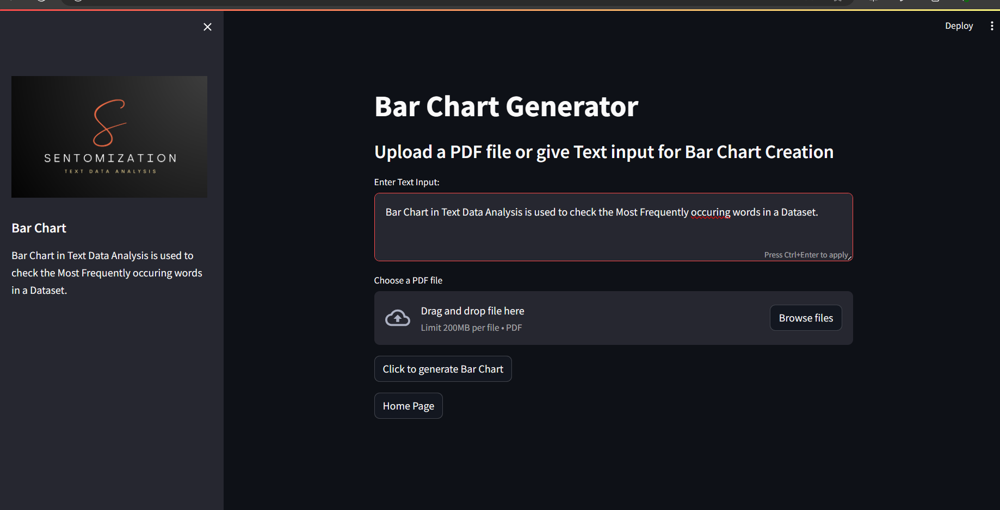 Deploy
SENTOMIZATION
TEXT DATA ANALYSIS
Bar Chart
Bar Chart in Text Data Analysis is used to
check the Most Frequently occuring words
in a Dataset.
Bar Chart Generator
Upload a PDF file or give Text input for Bar Chart Creation
Enter Text Input:
Bar Chart in Text Data Analysis is used to check the Most Frequently occuring words in a Dataset.
Press Ctrl+Enter to apply
Choose a PDF file
Drag and drop file here
Limit 200MB per file • PDF
Browse files
Click to generate Bar Chart
Home Page